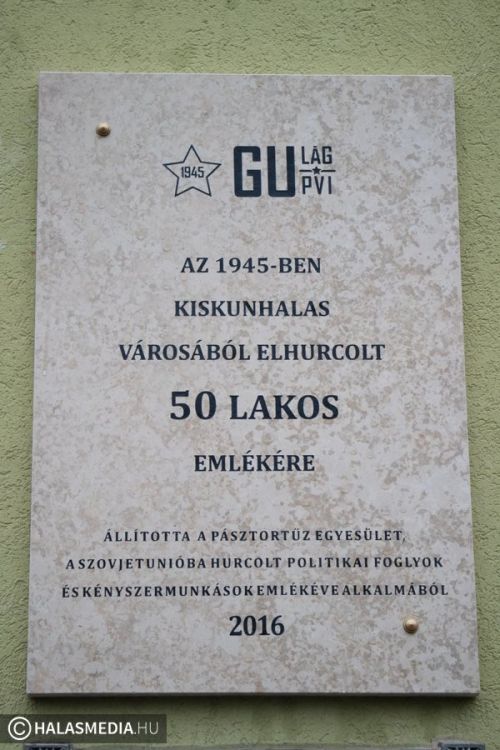 1945 GU LÁG
PVI
AZ 1945-BEN
KISKUNHALAS
VÁROSÁBÓL ELHURCOLT
50 LAKOS
EMLÉKÉRE
ÁLLÍTOTTA A PÁSZTORTŰZ EGYESÜLET,
A SZOVJETUNIÓBA HURCOLT POLITIKAI FOGLYOK
ÉS KÉNYSZERMUNKÁSOK EMLÉKÉVE ALKALMÁBÓL
2016
© HALASMEDIA.HU